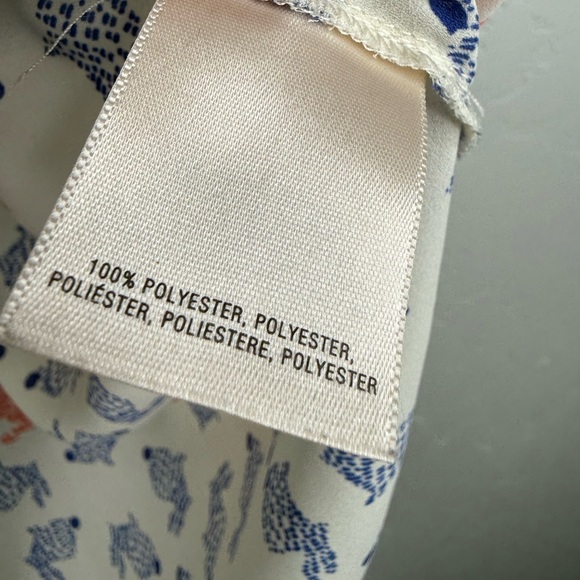 100% POLYESTER, POLYESTER,
POLIÉSTER, POLIESTERE, POLYESTER